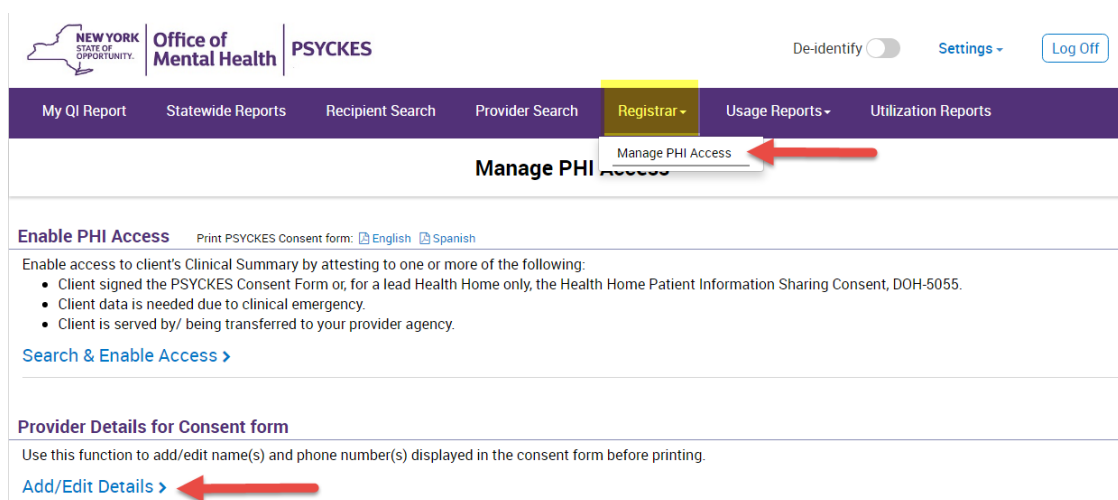 NEW YORK
STATE OF
OPPORTUNITY.
Office of
Mental Health
PSYCKES
De-identify
Settings
Log Off
My QI Report Statewide Reports Recipient Search Provider Search Registrar Usage Reports Utilization Reports
Manage PHI Access
Manage PHI Access
Enable PHI Access Print PSYCKES Consent form: English Spanish
Enable access to client's Clinical Summary by attesting to one or more of the following:
• Client signed the PSYCKES Consent Form or, for a lead Health Home only, the Health Home Patient Information Sharing Consent, DOH-5055.
• Client data is needed due to clinical emergency.
• Client is served by/ being transferred to your provider agency.
Search & Enable Access >
Provider Details for Consent form
Use this function to add/edit name(s) and phone number(s) displayed in the consent form before printing.
Add/Edit Details >